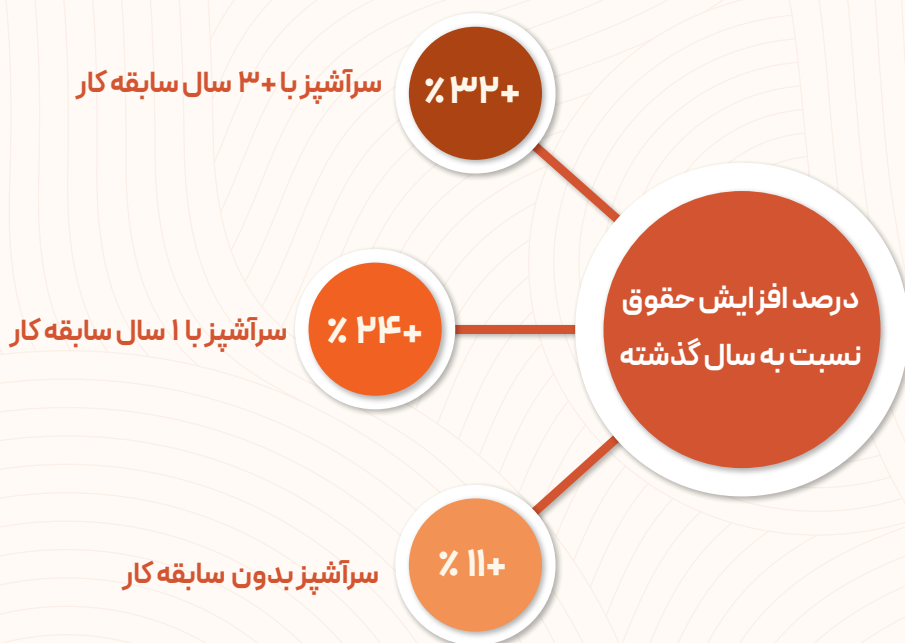 درصد افزایش حقوق
نسبت به سال گذشته
+۳۲٪
سرآشپز با +۳ سال سابقه کار
+۲۴ ٪
سرآشپز با ۱ سال سابقه کار
+۱۱ ٪
سرآشپز بدون سابقه کار